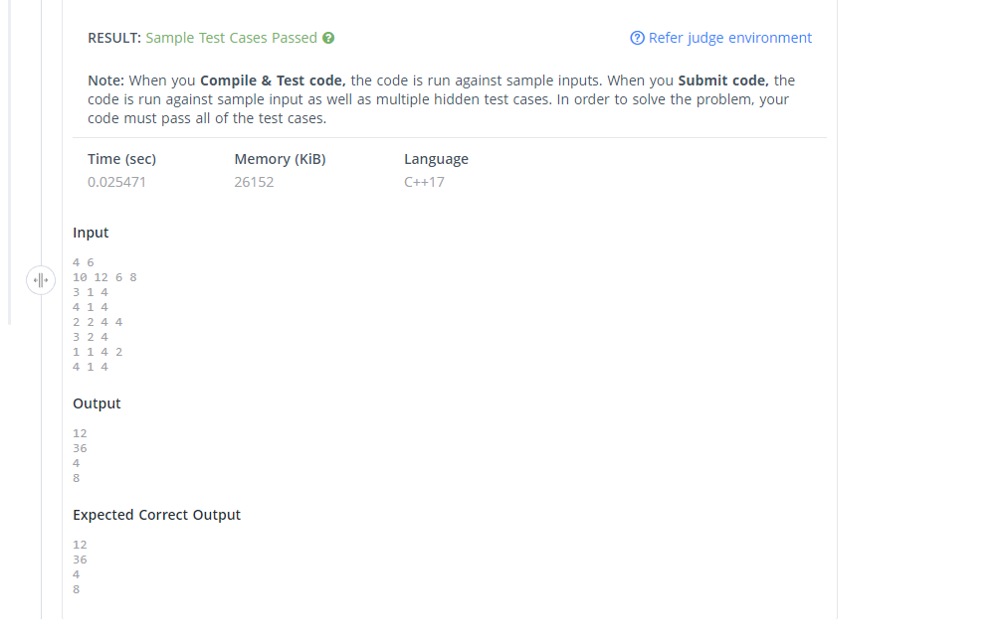 RESULT: Sample Test Cases Passed
Refer judge environment
Note: When you Compile & Test code, the code is run against sample inputs. When you Submit code, the
code is run against sample input as well as multiple hidden test cases. In order to solve the problem, your
code must pass all of the test cases.
Time (sec) Memory (KiB) Language
0.025471 26152 C++17
Input
4 6
10 12 6 8
3 1 4
4 1 4
2 2 4 4
3 2 4
1 1 4 2
4 1 4
Output
12
36
4
8
Expected Correct Output
12
36
4
8